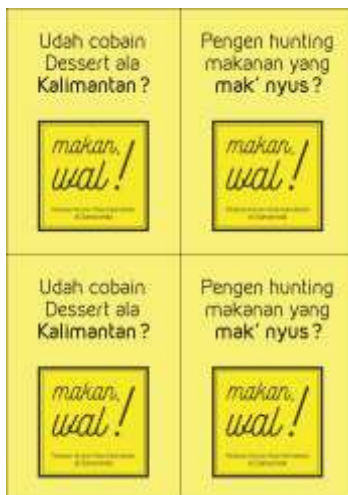 Udah cobain
Dessert ala
Kalimantan ?
makan,
wal !
Pengen hunting
makanan yang
mak' nyus ?
makan,
wal !
Udah cobain
Dessert ala
Kalimantan ?
makan,
wal !
Pengen hunting
makanan yang
mak' nyus ?
makan,
wal !